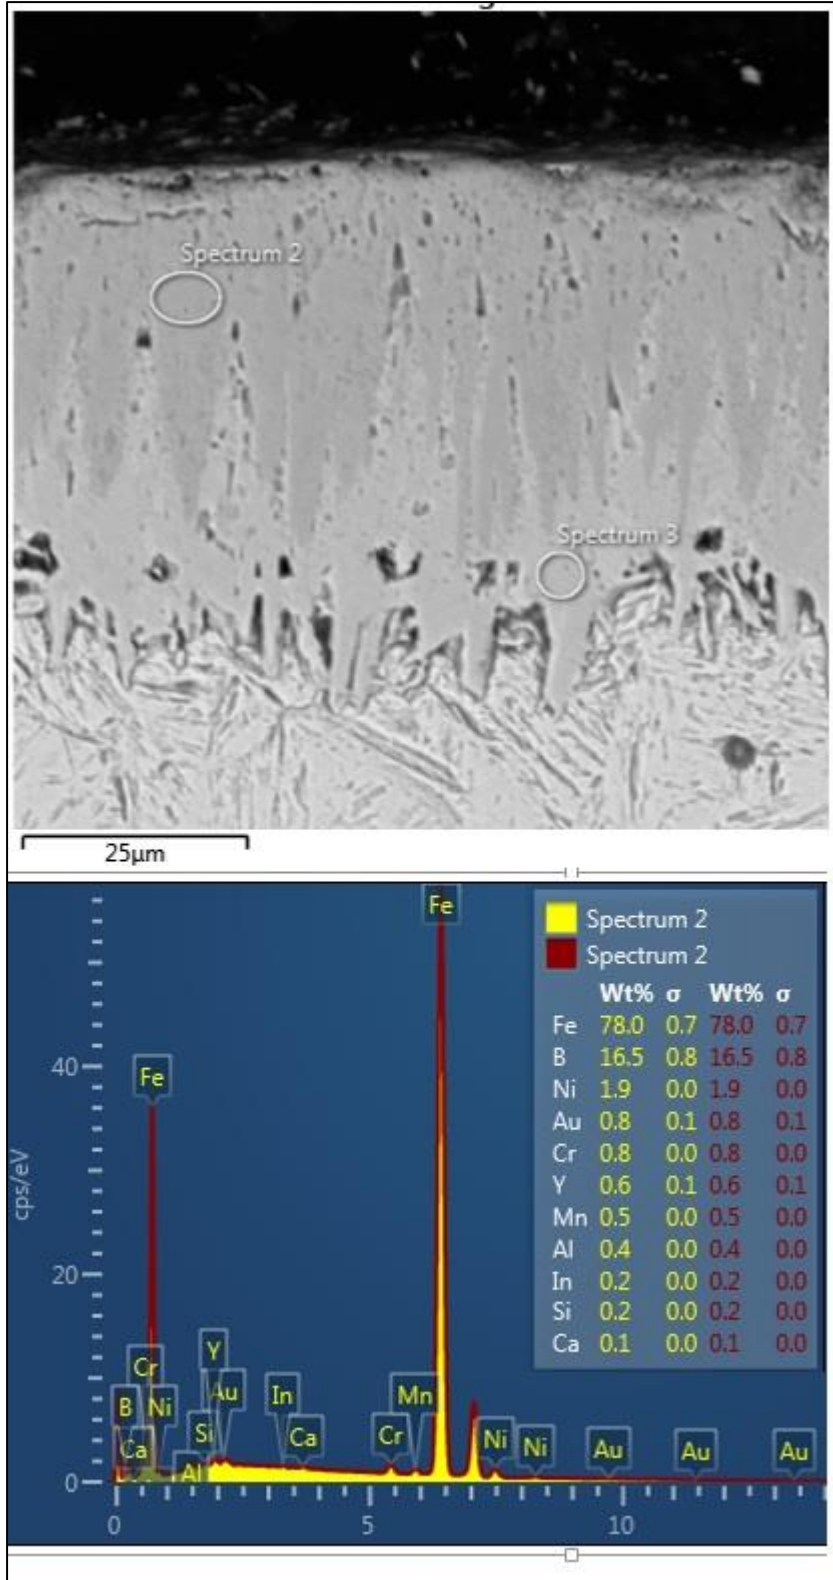 Spectrum 2
Spectrum 3
25µm
Spectrum 2
Spectrum 2
Wt% σ Wt% σ
Fe 78.0 0.7 78.0 0.7
B 16.5 0.8 16.5 0.8
Ni 1.9 0.0 1.9 0.0
Au 0.8 0.1 0.8 0.1
Cr 0.8 0.0 0.8 0.0
Y 0.6 0.1 0.6 0.1
Mn 0.5 0.0 0.5 0.0
Al 0.4 0.0 0.4 0.0
In 0.2 0.0 0.2 0.0
Si 0.2 0.0 0.2 0.0
Ca 0.1 0.0 0.1 0.0
Fe
40
Fe
cps/eV
20
Y
Cr
Au In Mn
B Ni
Si Ca Cr Ni Ni Au Au Au
Ca
Al
0
0 5 10